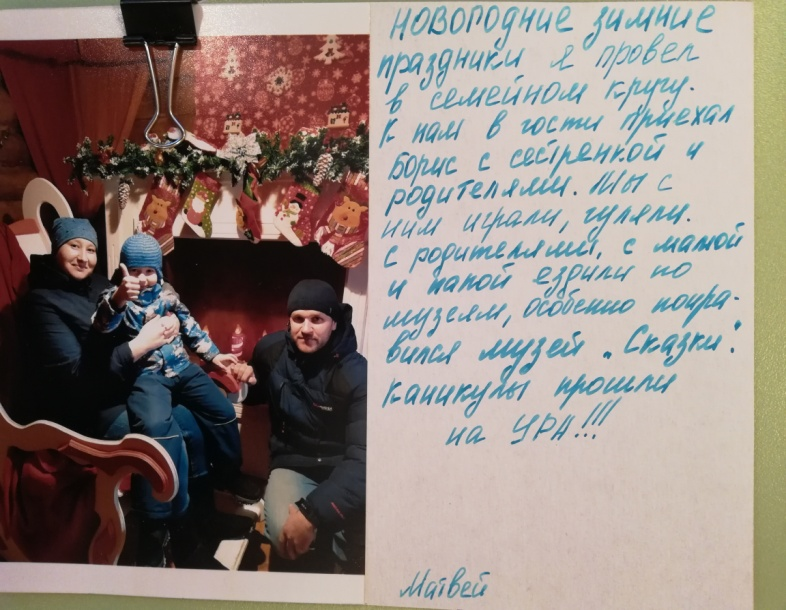 НОВОГОДНИЕ ЗИМНИЕ
праздники я провел
в семейном кругу.
К нам в гости приехал
Борис с сестренкой и
родителями. Мы с
ним играли, гуляли.
С родителями, с мамой
и папой ездили по
музеям, особенно понра-
вился музей „Сказки".
Каникулы прошли
на УРА!!!
Матвей